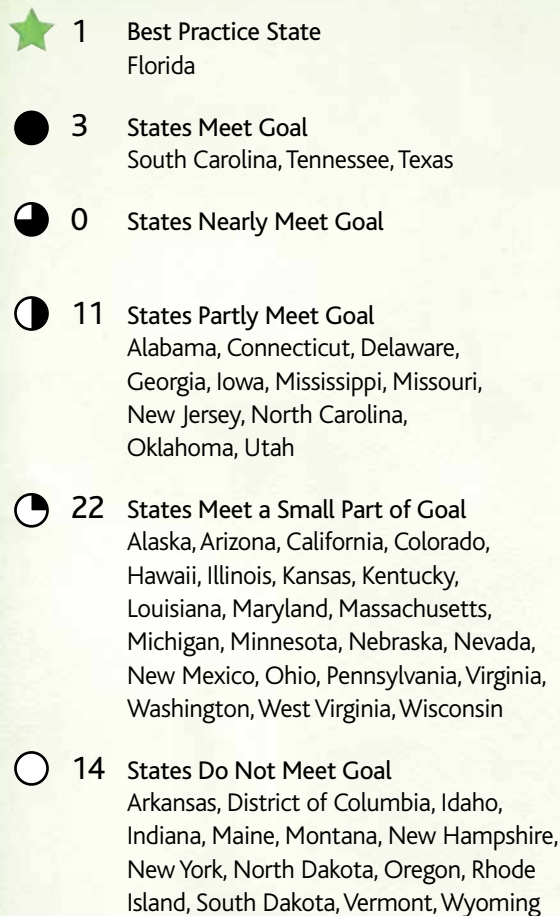 1 Best Practice State
Florida
3 States Meet Goal
South Carolina, Tennessee, Texas
0 States Nearly Meet Goal
11 States Partly Meet Goal
Alabama, Connecticut, Delaware,
Georgia, Iowa, Mississippi, Missouri,
New Jersey, North Carolina,
Oklahoma, Utah
22 States Meet a Small Part of Goal
Alaska, Arizona, California, Colorado,
Hawaii, Illinois, Kansas, Kentucky,
Louisiana, Maryland, Massachusetts,
Michigan, Minnesota, Nebraska, Nevada,
New Mexico, Ohio, Pennsylvania, Virginia,
Washington, West Virginia, Wisconsin
14 States Do Not Meet Goal
Arkansas, District of Columbia, Idaho,
Indiana, Maine, Montana, New Hampshire,
New York, North Dakota, Oregon, Rhode
Island, South Dakota, Vermont, Wyoming